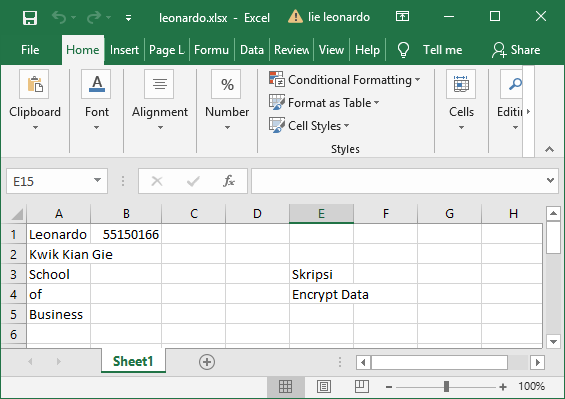 leonardo.xlsx - Excel
lie leonardo
File Home Insert Page L Formu Data Review View Help Tell me Share
Clipboard
Font
Alignment
%
Number
Conditional Formatting
Format as Table
Cell Styles
Styles
Cells
Editin
E15
fx
A B C D E F G H
1 Leonardo 55150166
2 Kwik Kian Gie
3 School Skripsi
4 of Encrypt Data
5 Business
6
Sheet1
100%